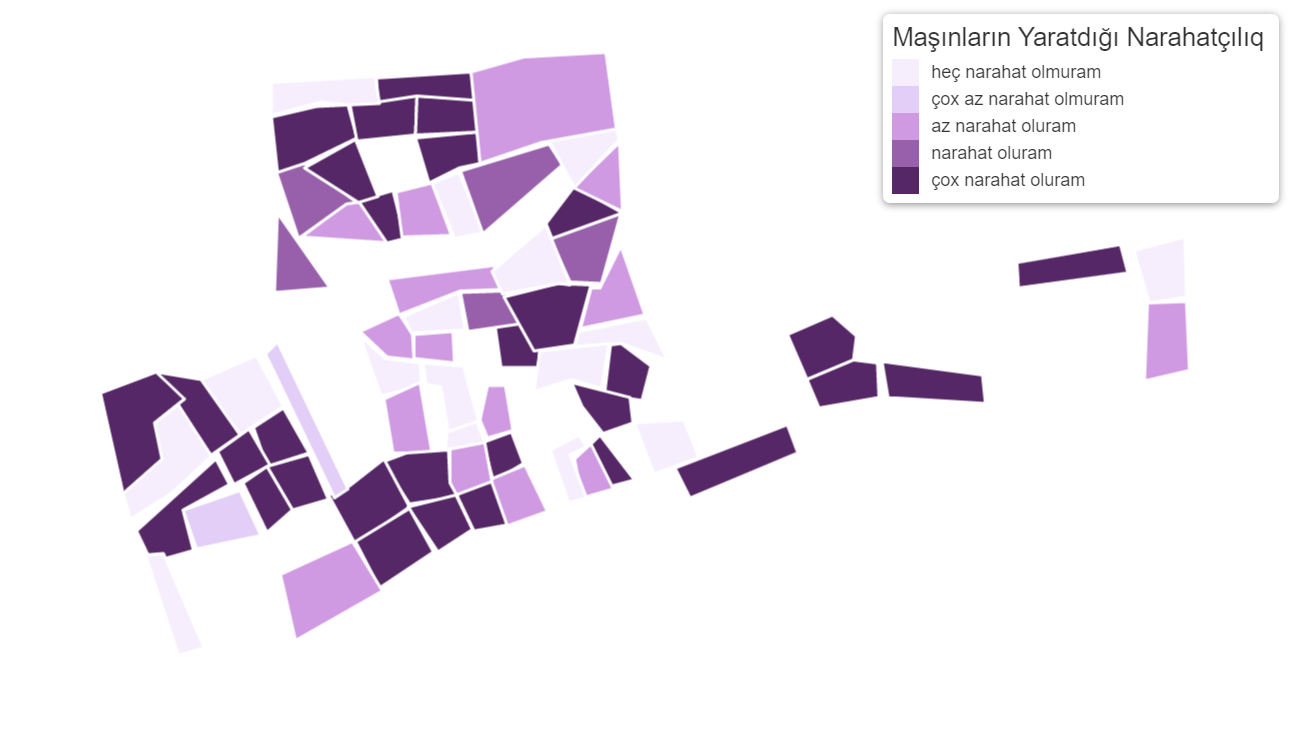 Maşınların Yaratdığı Narahatçılıq
heç narahat olmuram
çox az narahat olmuram
az narahat oluram
narahat oluram
çox narahat oluram